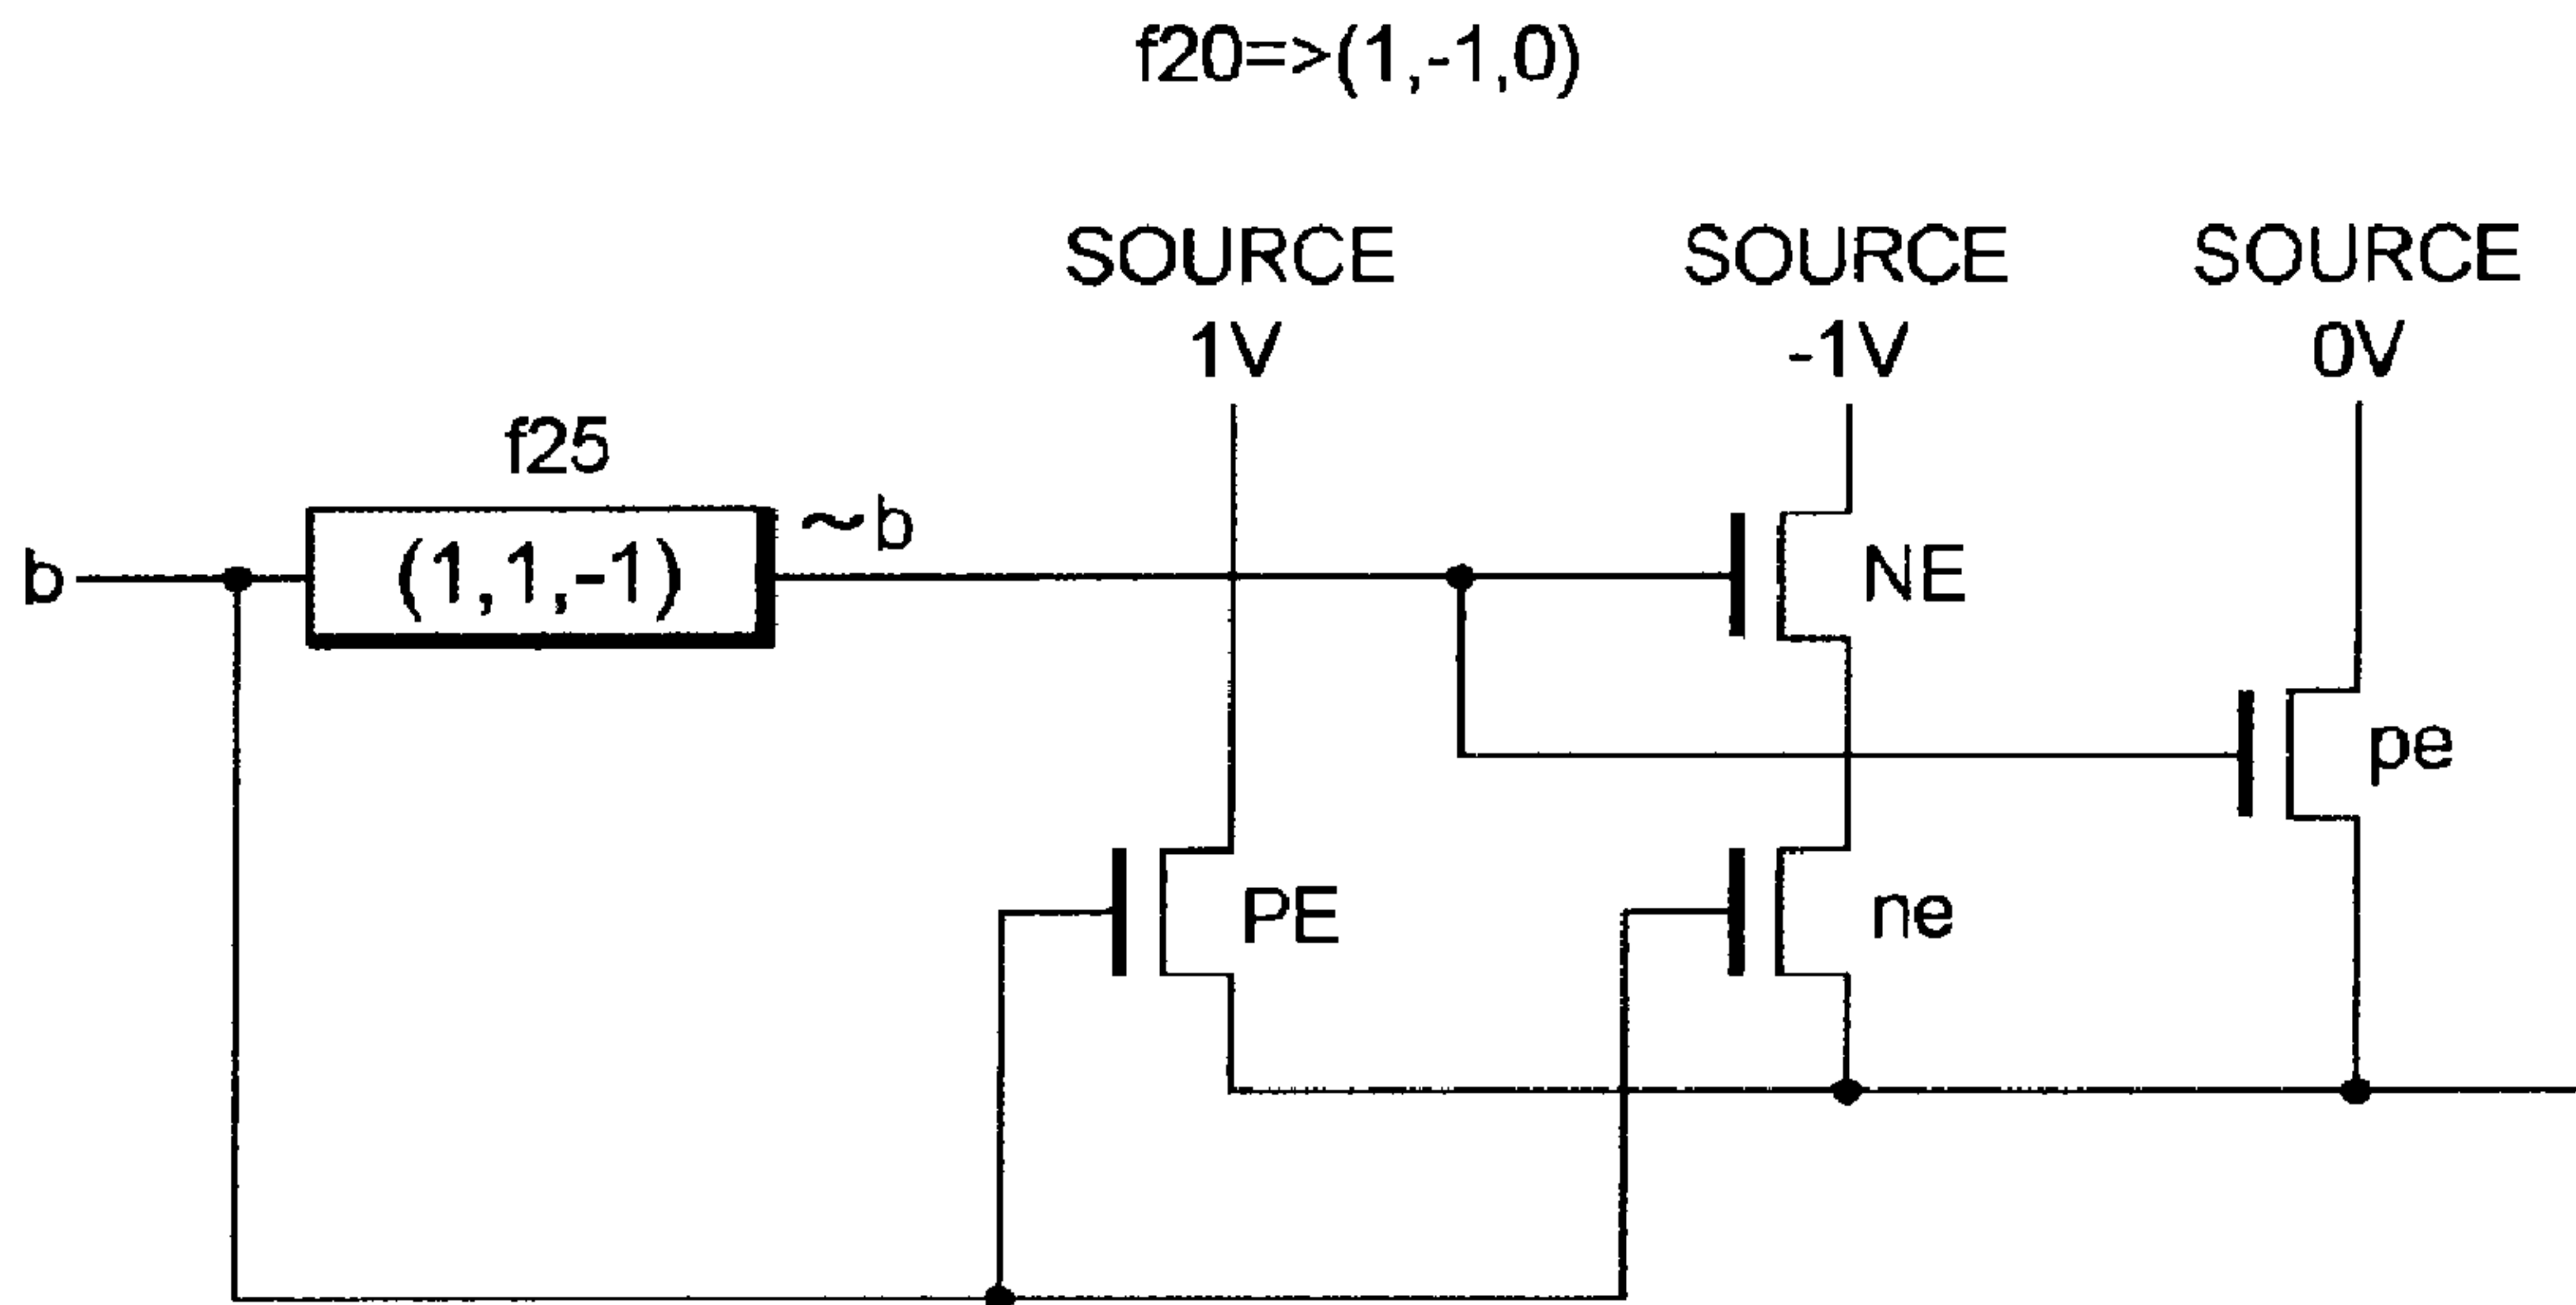 f20=>(1,-1,0)
SOURCE SOURCE SOURCE
1V -1V 0V
f25
~b
b
(1,1,-1)
NE
pe
PE
ne